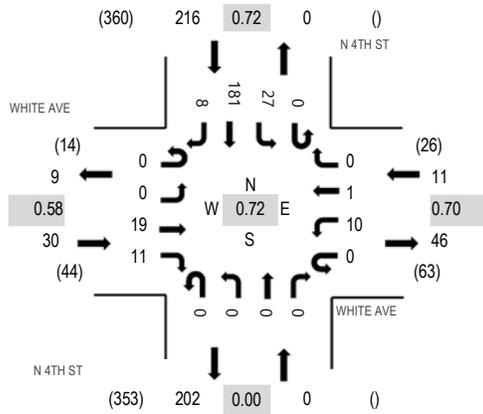 (360) 216 0.72 0 ()
N 4TH ST
8 181 27 0
WHITE AVE
(14) 0 0 (26)
9 0 N 1 11
0.58 W 0.72 E 0.70
30 19 S 10 46
(44) 11 0 (63)
0 0 0 0
WHITE AVE
N 4TH ST
(353) 202 0.00 0 ()